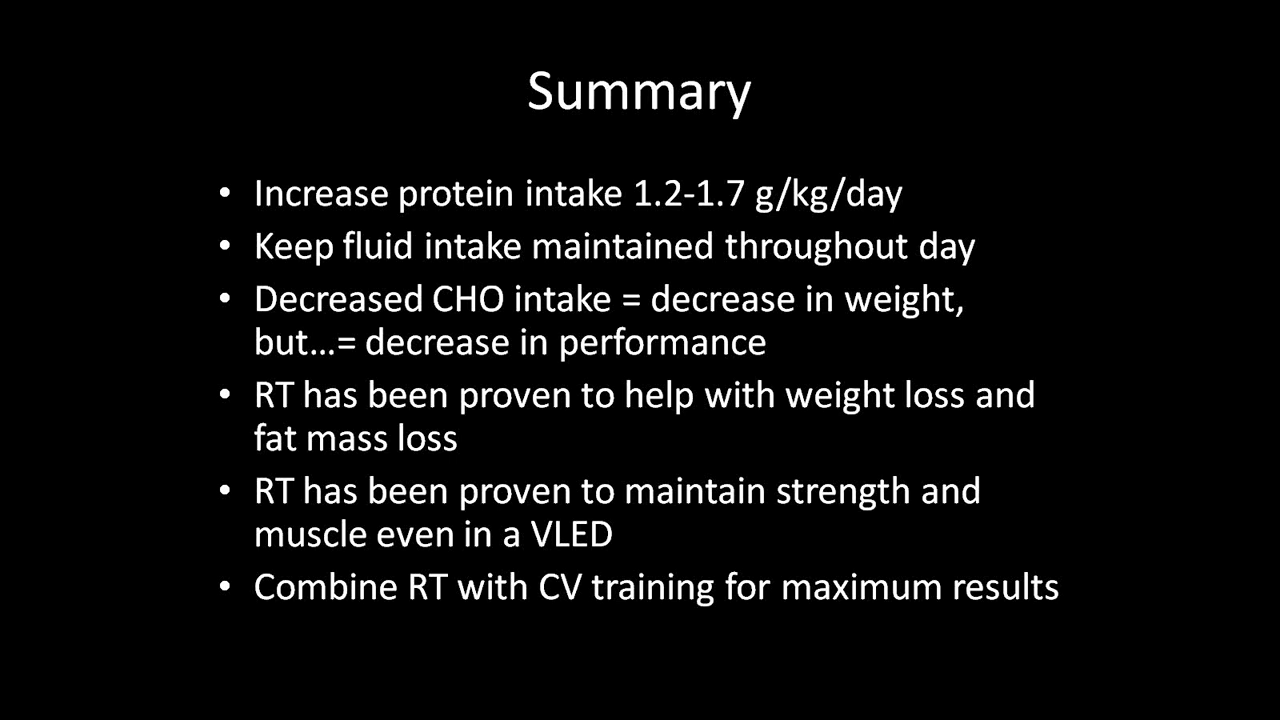 Summary
• Increase protein intake 1.2-1.7 g/kg/day
• Keep fluid intake maintained throughout day
• Decreased CHO intake = decrease in weight,
but...= decrease in performance
• RT has been proven to help with weight loss and
fat mass loss
• RT has been proven to maintain strength and
muscle even in a VLED
• Combine RT with CV training for maximum results